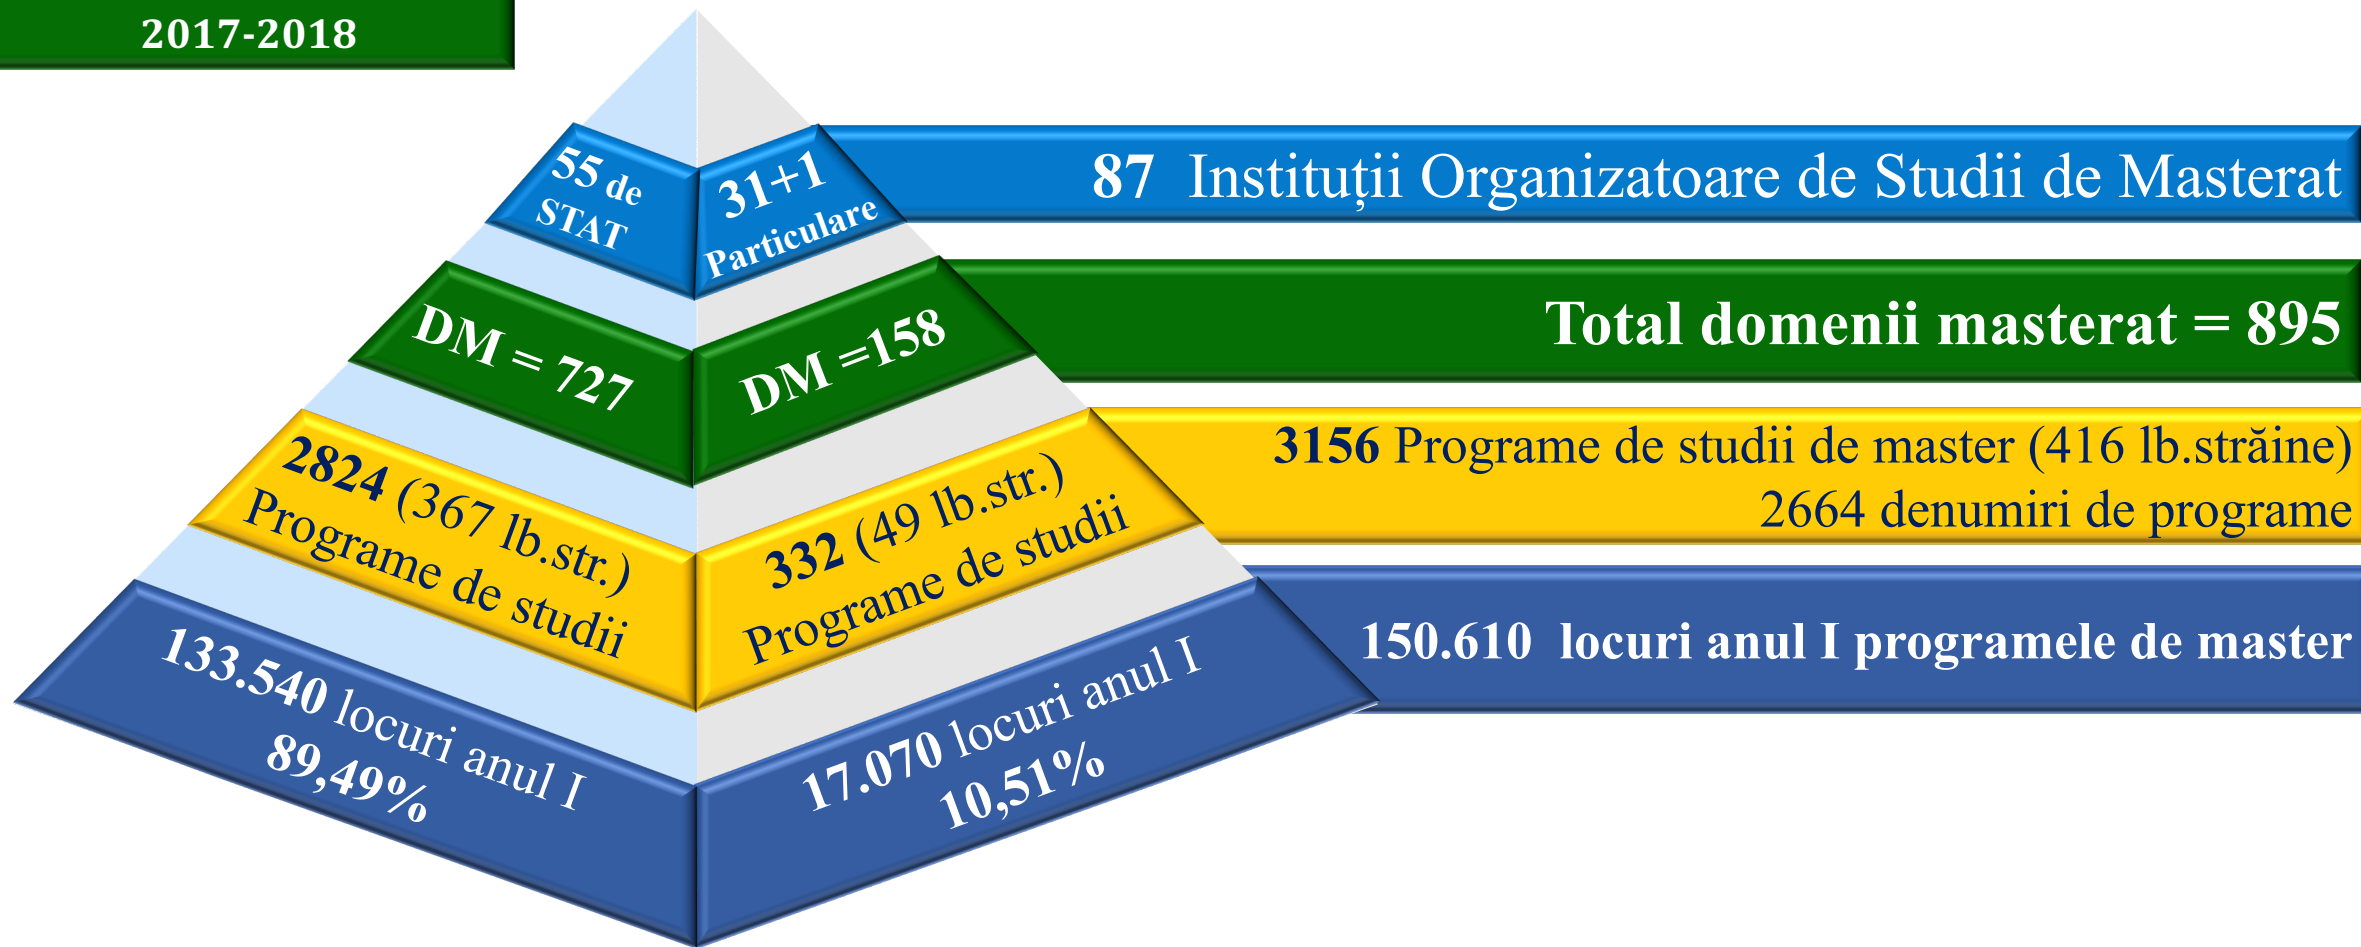 2017-2018
55 de
STAT
31+1
Particulare
87 Instituții Organizatoare de Studii de Masterat
DM = 727
DM =158
Total domenii masterat = 895
2824 (367 lb.str.)
Programe de studii
332 (49 lb.str.)
Programe de studii
3156 Programe de studii de master (416 lb.străine)
2664 denumiri de programe
133.540 locuri anul I
89,49%
17.070 locuri anul I
10,51%
150.610 locuri anul I programele de master